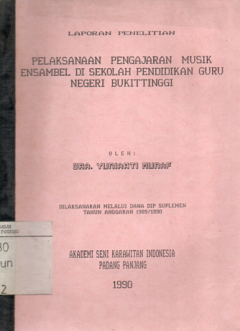 LAPORAN PENELITIAN
PELAKSANAAN PENGAJARAN MUSIK
ENSAMBEL DI SEKOLAH PENDIDIKAN GURU
NEGERI BUKITTINGGI
OLEH:
DRA. YUNIARTI MUNAF
DILAKSANAKAN MELALUI DANA DIP SUPLEMEN
TAHUN ANGGARAN 1989/1990
AKADEMI SENI KARAWITAN INDONESIA
PADANG PANJANG
1990